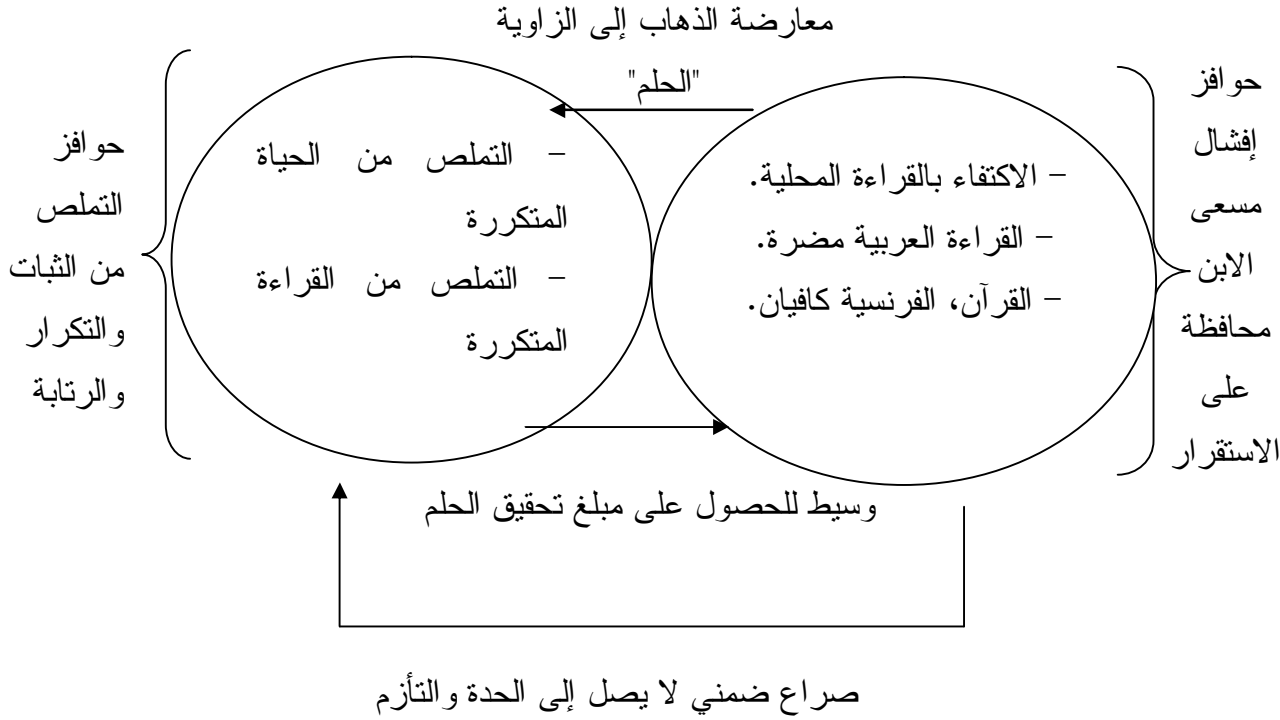 معارضة الذهاب إلى الزاوية
"الحلم"
حوافز
إفشال
مسعى
الابن
محافظة
على
الاستقرار
– الاكتفاء بالقراءة المحلية.
– القراءة العربية مضرة.
– القرآن، الفرنسية كافيان.
– التملص من الحياة
المتكررة
– التملص من القراءة
المتكررة
حوافز
التملص
من الثبات
والتكرار
والرتابة
وسيط للحصول على مبلغ تحقيق الحلم
صراع ضمني لا يصل إلى الحدة والتأزم